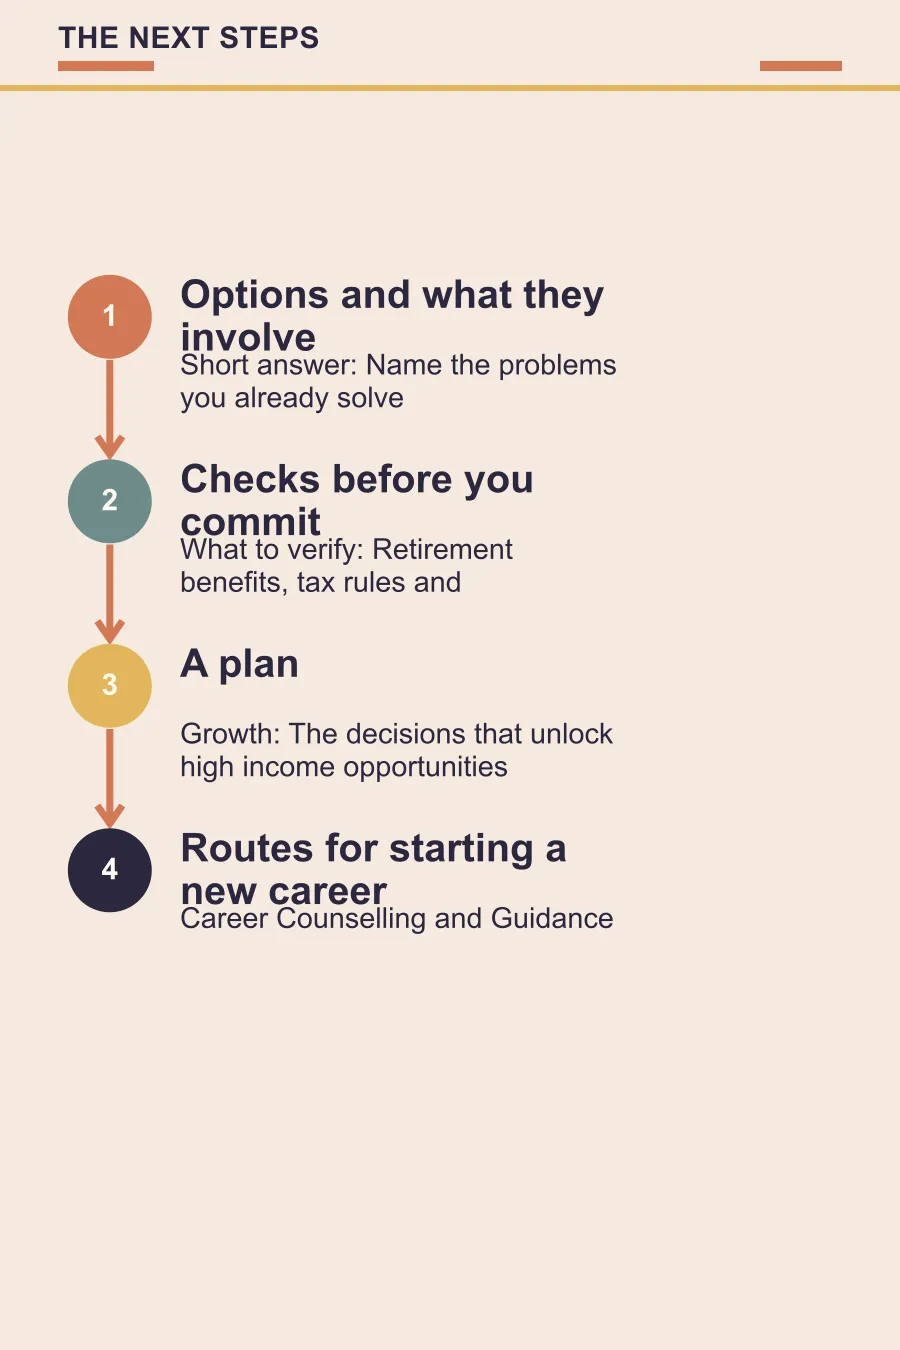 THE NEXT STEPS
1
Options and what they
involve
Short answer: Name the problems
you already solve
2
Checks before you
commit
What to verify: Retirement
benefits, tax rules and
3
A plan
Growth: The decisions that unlock
high income opportunities
4
Routes for starting a
new career
Career Counselling and Guidance